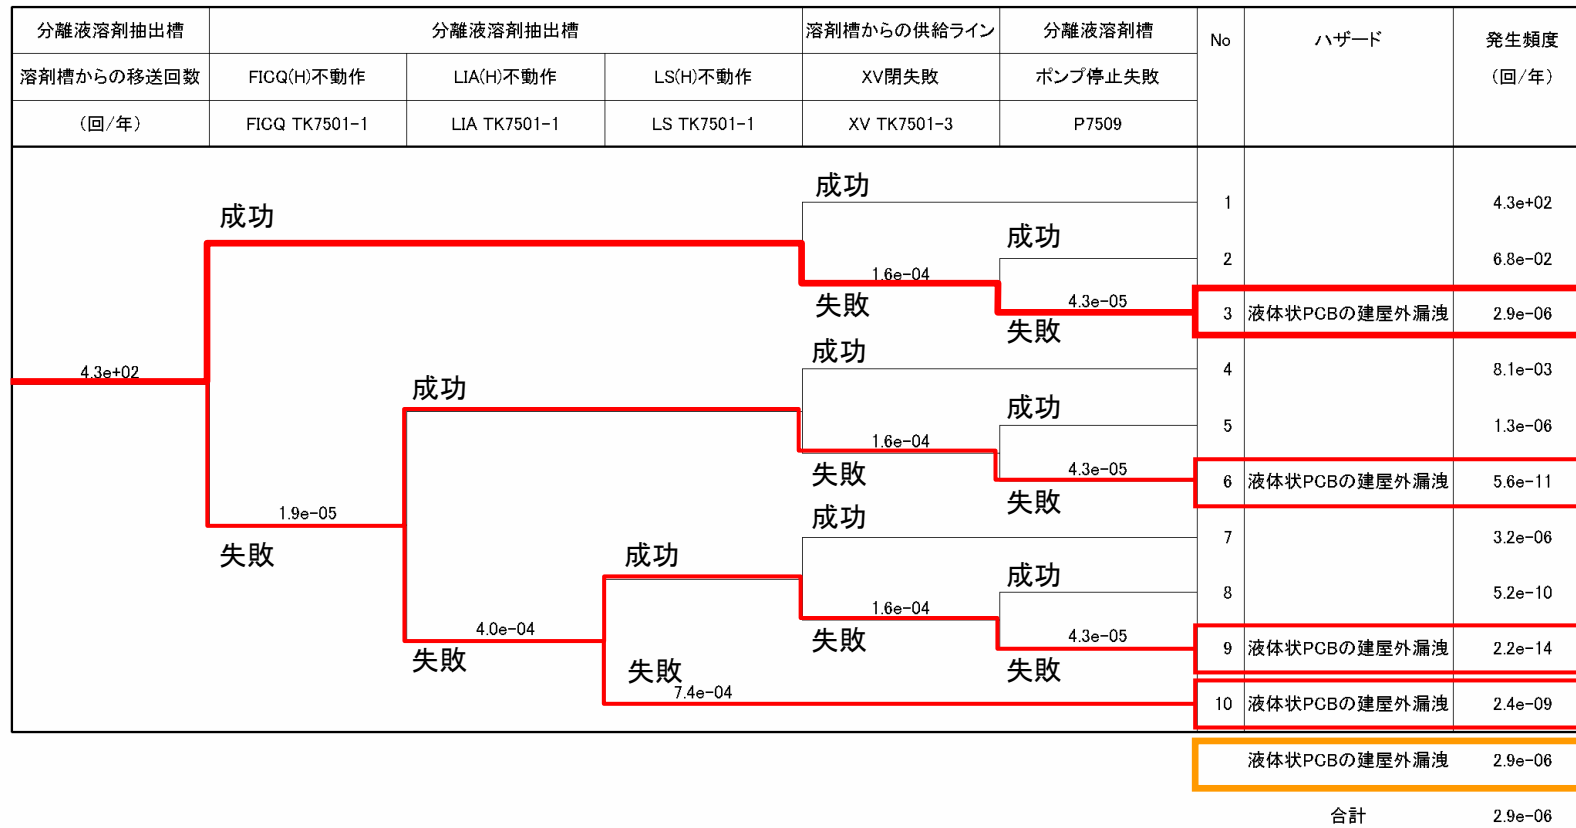 分離液溶剤抽出槽 分離液溶剤抽出槽 溶剤槽からの供給ライン 分離液溶剤槽 No ハザード 発生頻度
溶剤槽からの移送回数 FICQ(H)不動作 LIA(H)不動作 LS(H)不動作 XV閉失敗 ポンプ停止失敗 (回/年)
(回/年) FICQ TK7501-1 LIA TK7501-1 LS TK7501-1 XV TK7501-3 P7509
成功
1 4.3e+02
成功
成功
2 6.8e-02
1.6e-04
失敗
4.3e-05
3 液体状PCBの建屋外漏洩 2.9e-06
失敗
成功
4.3e+02
4 8.1e-03
成功
成功
5 1.3e-06
1.6e-04
失敗
4.3e-05
6 液体状PCBの建屋外漏洩 5.6e-11
失敗
1.9e-05
成功
7 3.2e-06
失敗
成功
成功
8 5.2e-10
1.6e-04
4.0e-04
失敗
4.3e-05
9 液体状PCBの建屋外漏洩 2.2e-14
失敗
失敗
失敗
7.4e-04
10 液体状PCBの建屋外漏洩 2.4e-09
液体状PCBの建屋外漏洩 2.9e-06
合計 2.9e-06